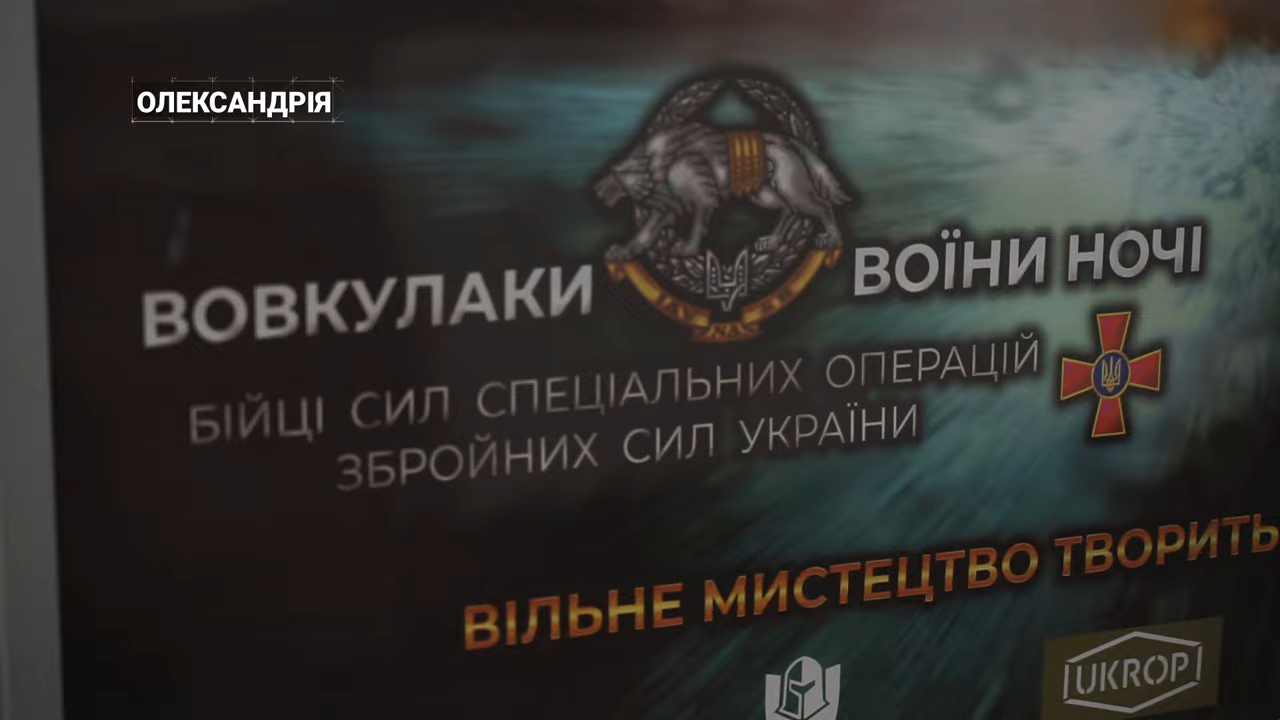 ОЛЕКСАНДРІЯ
ВОВКУЛАКИ ВОЇНИ НОЧІ
БІЙЦІ СИЛ СПЕЦІАЛЬНИХ ОПЕРАЦІЙ
ЗБРОЙНИХ СИЛ УКРАЇНИ
ВІЛЬНЕ МИСТЕЦТВО ТВОРИТЬ
UKROP